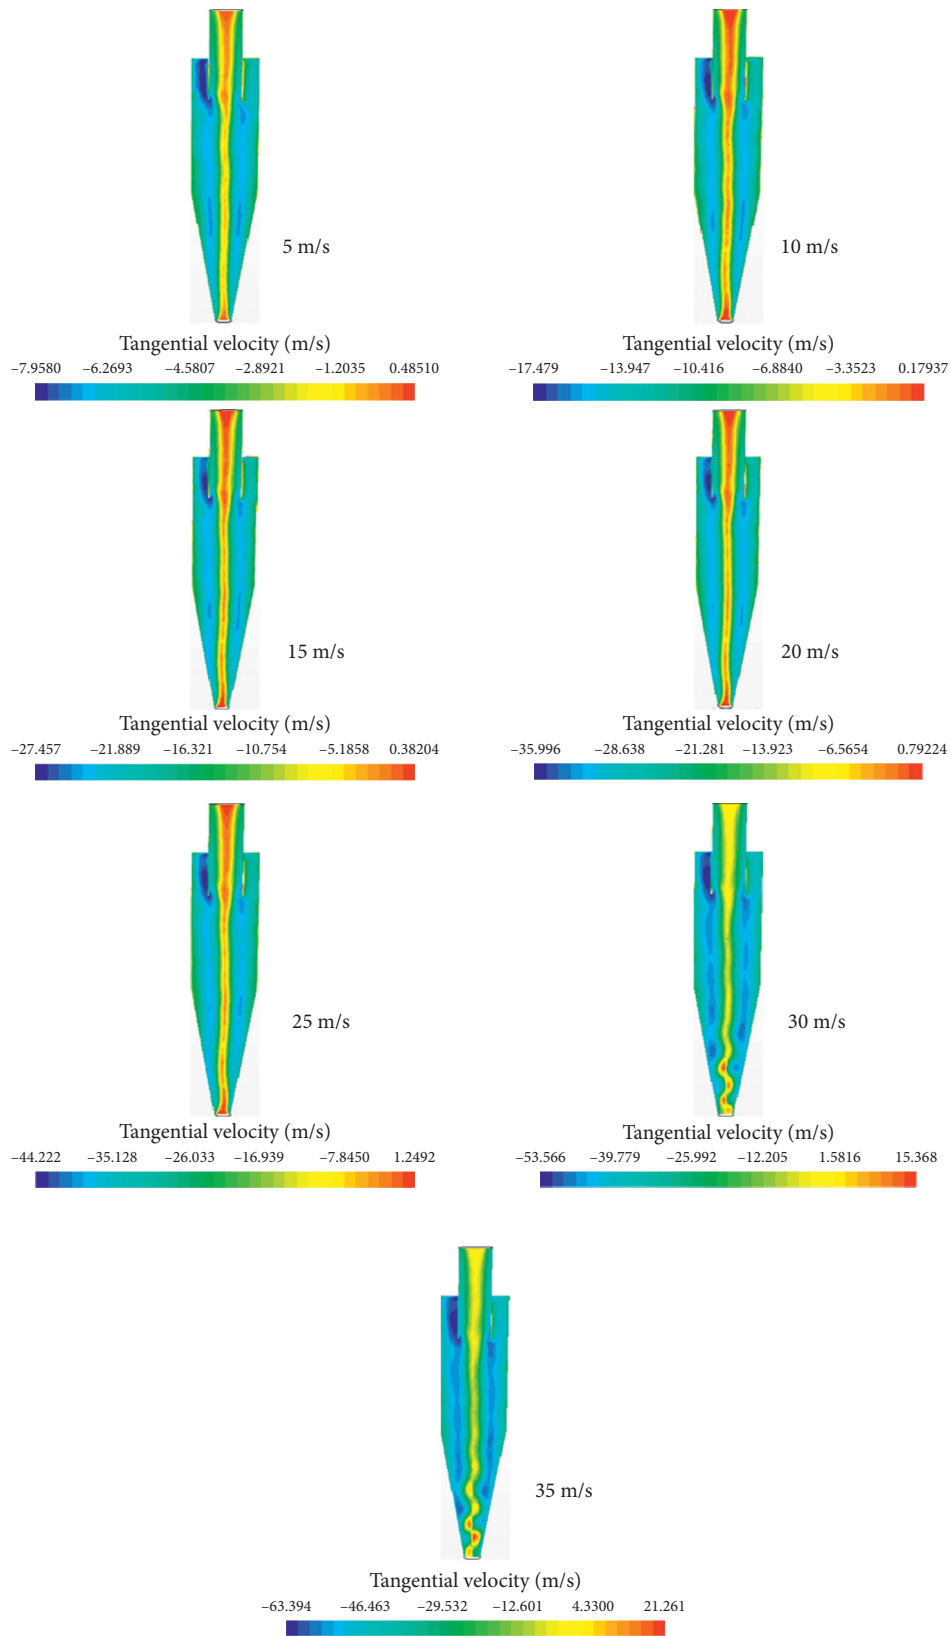 5 m/s
10 m/s
Tangential velocity (m/s)
−7.9580 −6.2693 −4.5807 −2.8921 −1.2035 0.48510
Tangential velocity (m/s)
−17.479 −13.947 −10.416 −6.8840 −3.3523 0.17937
15 m/s
20 m/s
Tangential velocity (m/s)
−27.457 −21.889 −16.321 −10.754 −5.1858 0.38204
Tangential velocity (m/s)
−35.996 −28.638 −21.281 −13.923 −6.5654 0.79224
25 m/s
30 m/s
Tangential velocity (m/s)
−44.222 −35.128 −26.033 −16.939 −7.8450 1.2492
Tangential velocity (m/s)
−53.566 −39.779 −25.992 −12.205 1.5816 15.368
35 m/s
Tangential velocity (m/s)
−63.394 −46.463 −29.532 −12.601 4.3300 21.261